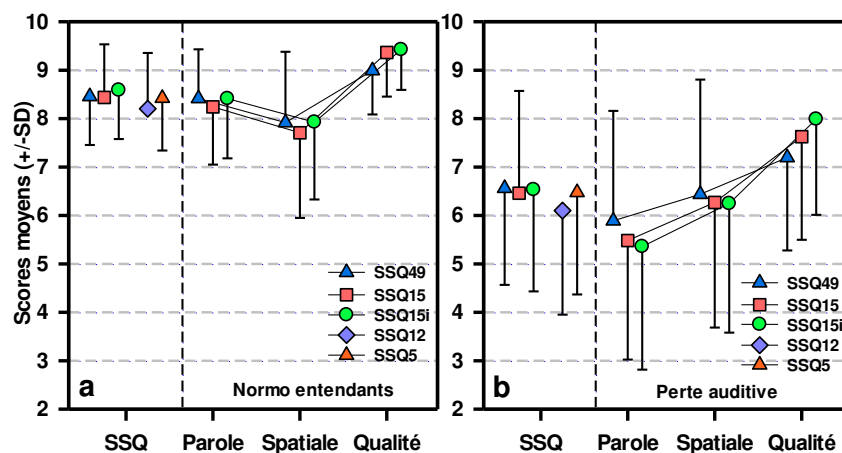 Scores moyens (+/-SD)
10
9
8
7
6
5
4
3
2
SSQ49
SSQ15
SSQ15i
SSQ12
SSQ5
a
Normo entendants
SSQ
Parole
Spatiale
Qualité
10
9
8
7
6
5
4
3
2
SSQ49
SSQ15
SSQ15i
SSQ12
SSQ5
b
Perte auditive
SSQ
Parole
Spatiale
Qualité